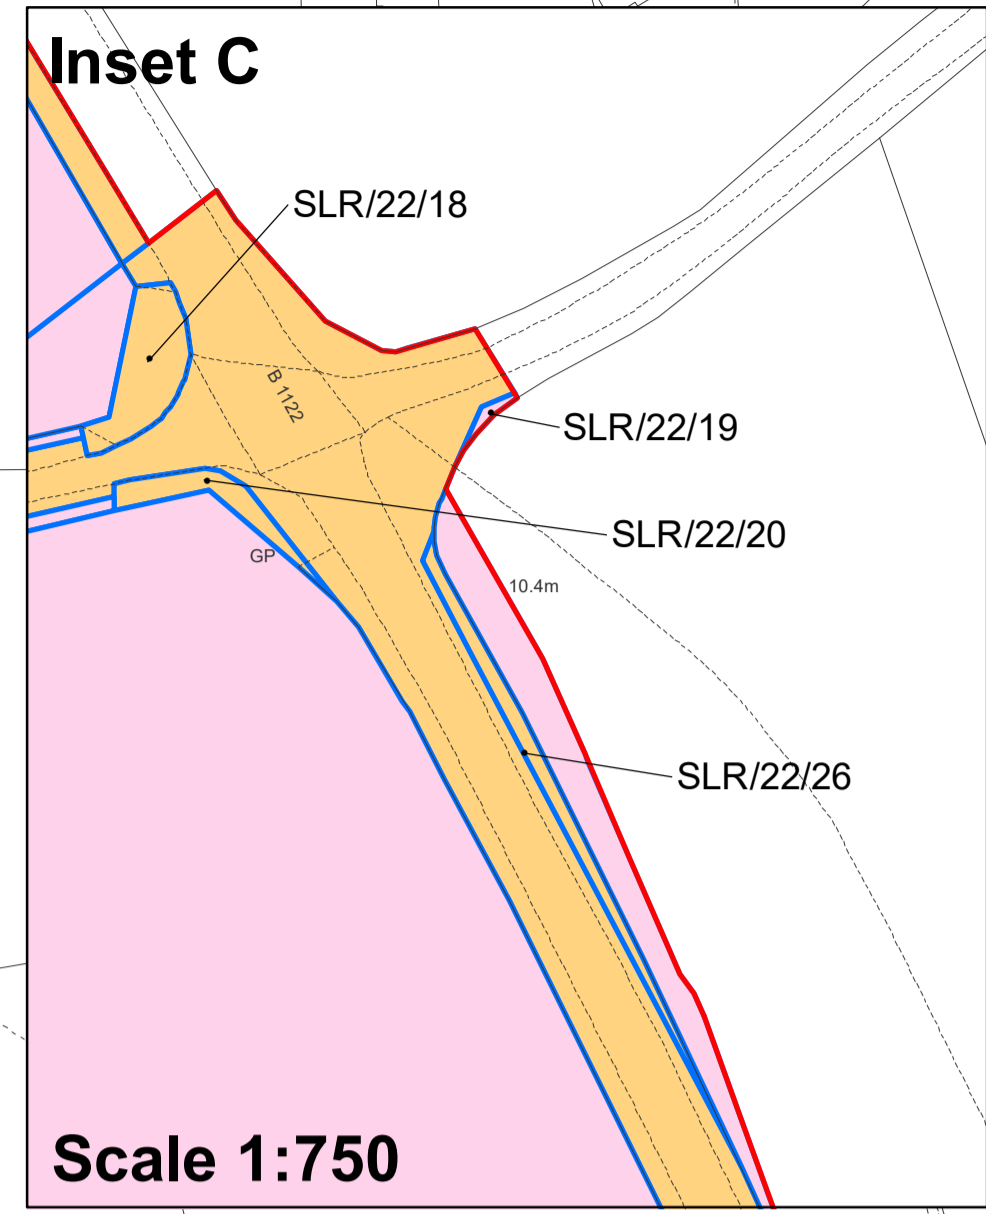 Inset C
SLR/22/18
B 1122
SLR/22/19
SLR/22/20
GP
10.4m
SLR/22/26
Scale 1:750